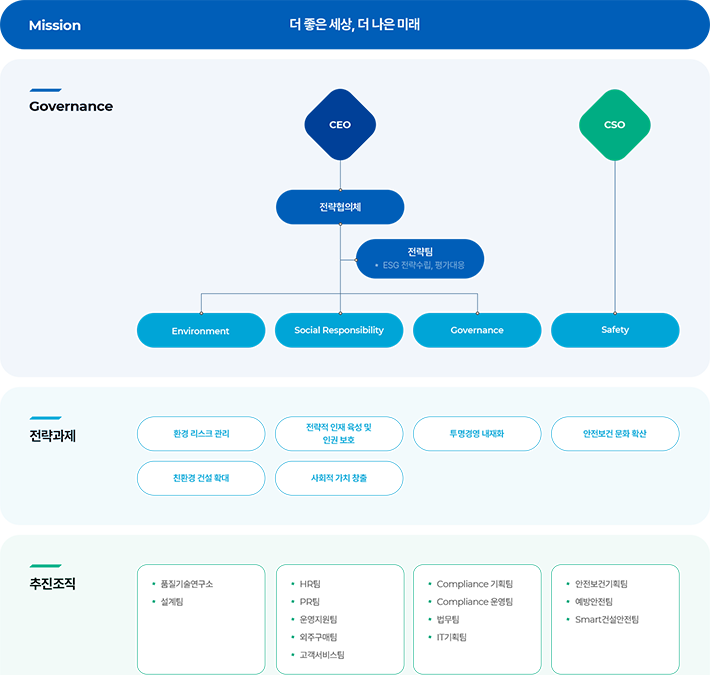 Mission
더 좋은 세상, 더 나은 미래
Governance
CEO
CSO
전략협의체
전략팀
• ESG 전략수립, 평가대응
Environment
Social Responsibility
Governance
Safety
전략과제
환경 리스크 관리
전략적 인재 육성 및
인권 보호
투명경영 내재화
안전보건 문화 확산
친환경 건설 확대
사회적 가치 창출
추진조직
• 품질기술연구소
• 설계팀
• HR팀
• PR팀
• 운영지원팀
• 외주구매팀
• 고객서비스팀
• Compliance 기획팀
• Compliance 운영팀
• 법무팀
• IT기획팀
• 안전보건기획팀
• 예방안전팀
• Smart건설안전팀